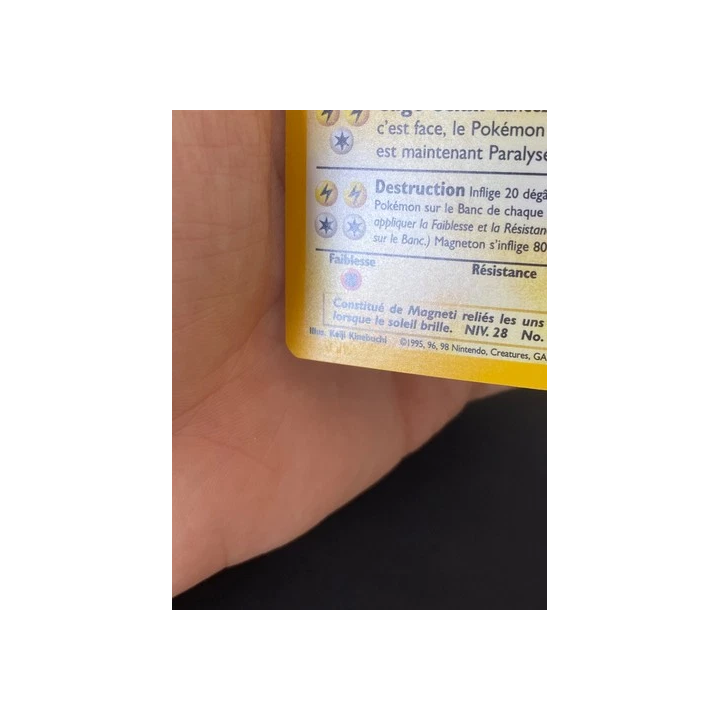 c'est face, le Pokémon
est maintenant Paralysé
Destruction Inflige 20 dégâ
Pokémon sur le Banc de chaque
appliquer la Faiblesse et la Résistan
sur le Banc.) Magneton s'inflige 80
Faiblesse
Résistance
Constitué de Magneti reliés les uns
lorsque le soleil brille. NIV. 28 No.
Illus. Keiji Kinebuchi ©1995, 96, 98 Nintendo, Creatures, GA